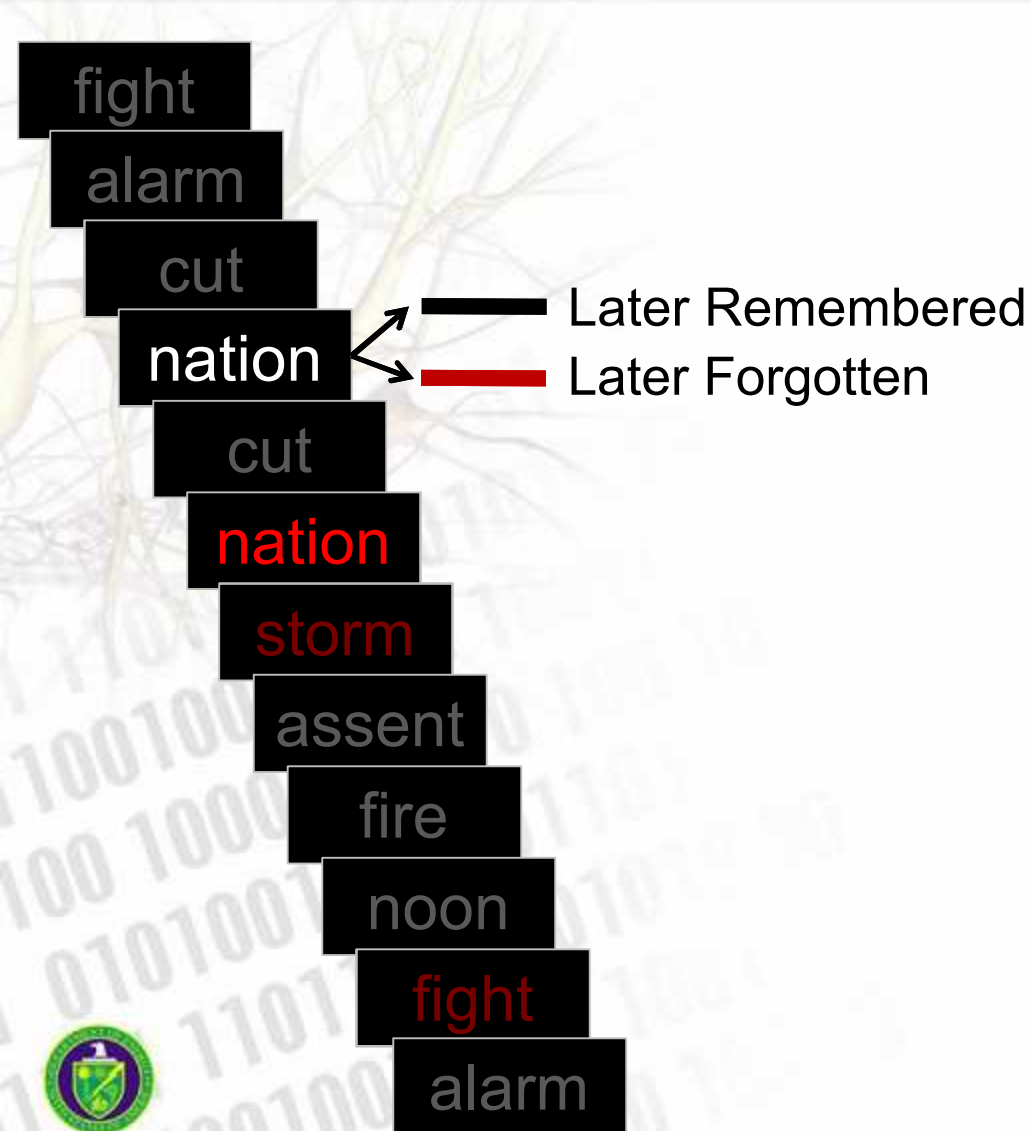 fight
alarm
cut
nation
Later Remembered
Later Forgotten
cut
nation
storm
assent
fire
noon
fight
alarm